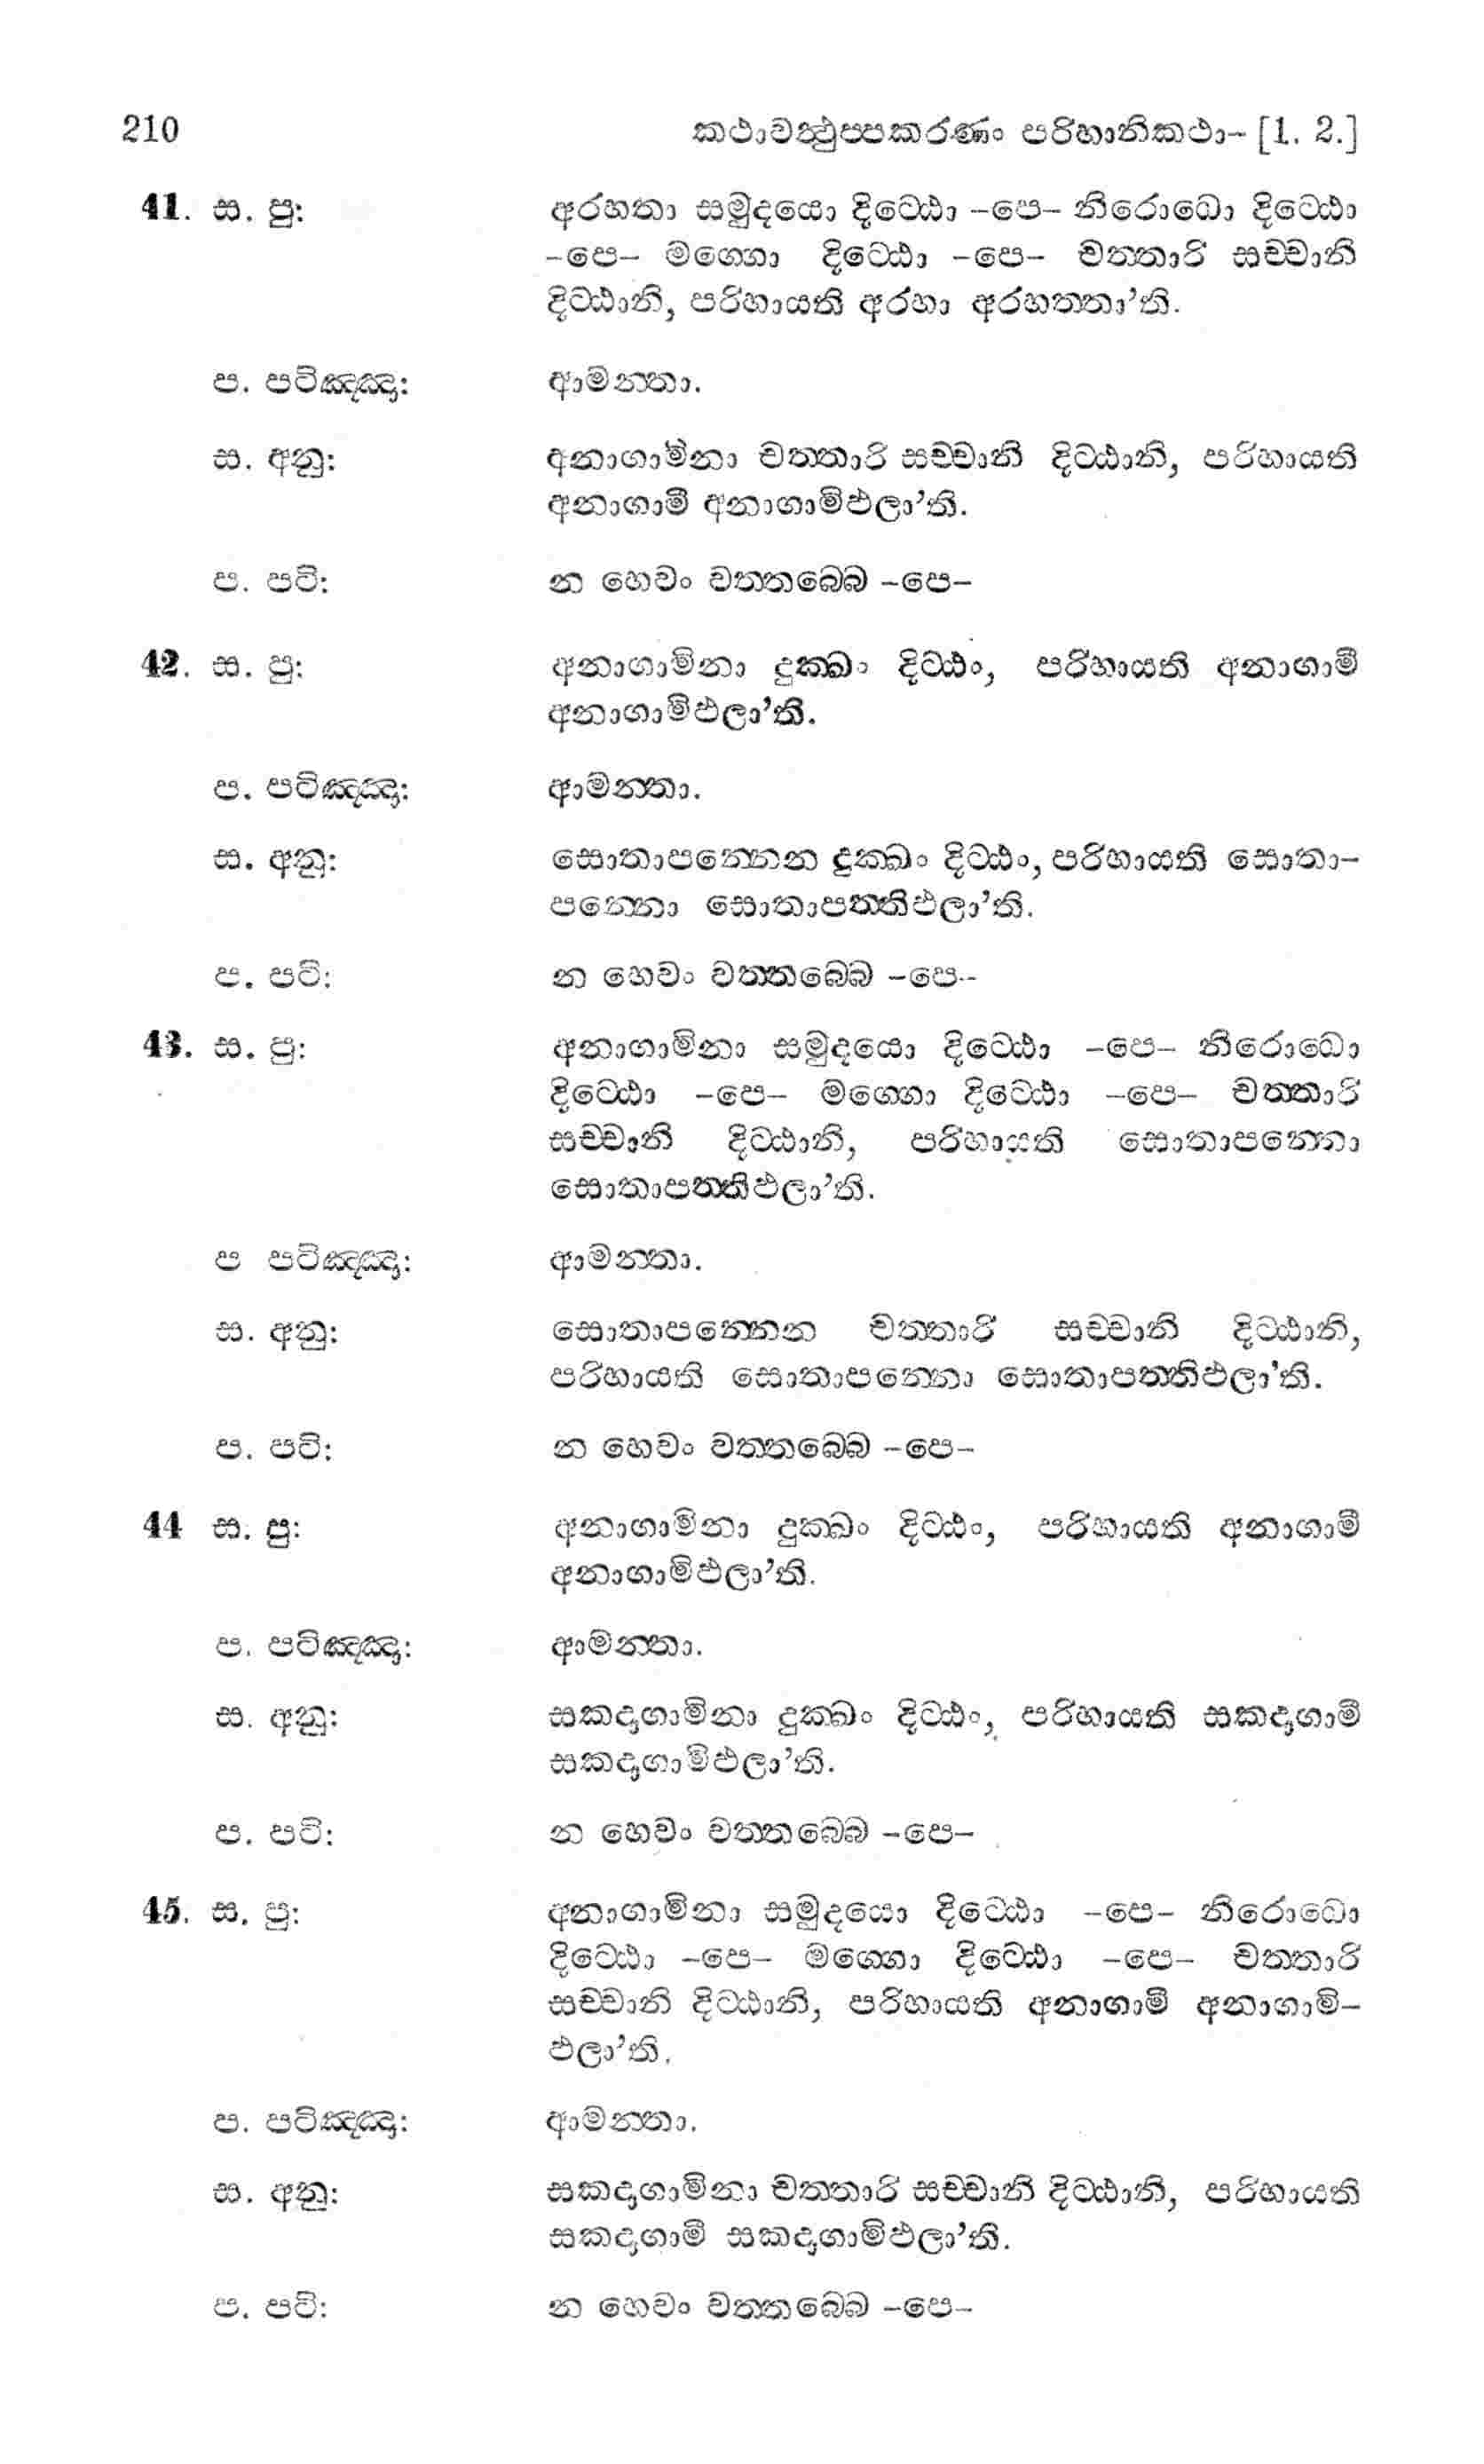 210 කථාවත්ථුප්පකරණං පරිහානිකථා- [1. 2.]
41. ස. පු: අරහතා සමුදයො දිට්ඨො -පෙ- නිරොධො දිට්ඨො
-පෙ- මග්ගො දිට්ඨො -පෙ- චත්තාරි සච්චානි
දිට්ඨානි, පරිහායති අරහා අරහත්තා’ති.
ප. පටිඤ්ඤා: ආමන්තා.
ස. අනු: අනාගාමිනා චත්තාරි සච්චානි දිට්ඨානි, පරිහායති
අනාගාමී අනාගාමිඵලා’ති.
ප. පටි: න හෙවං වත්තබ්බෙ -පෙ-
42. ස. පු: අනාගාමිනා දුක්ඛං දිට්ඨං, පරිහායති අනාගාමී
අනාගාමිඵලා’ති.
ප. පටිඤ්ඤා: ආමන්තා.
ස. අනු: සොතාපන්නෙන දුක්ඛං දිට්ඨං, පරිහායති සොතා-
පන්නො සොතාපත්තිඵලා’ති.
ප. පටි: න හෙවං වත්තබ්බෙ -පෙ-
43. ස. පු: අනාගාමිනා සමුදයො දිට්ඨො -පෙ- නිරොධො
දිට්ඨො -පෙ- මග්ගො දිට්ඨො -පෙ- චත්තාරි
සච්චානි දිට්ඨානි, පරිහායති සොතාපන්නො
සොතාපත්තිඵලා’ති.
ප පටිඤ්ඤා: ආමන්තා.
ස. අනු: සොතාපන්නෙන චත්තාරි සච්චානි දිට්ඨානි,
පරිහායති සොතාපන්නො සොතාපත්තිඵලා’ති.
ප. පටි: න හෙවං වත්තබ්බෙ -පෙ-
44 ස. පු: අනාගාමිනා දුක්ඛං දිට්ඨං, පරිහායති අනාගාමී
අනාගාමිඵලා’ති.
ප. පටිඤ්ඤා: ආමන්තා.
ස. අනු: සකදාගාමිනා දුක්ඛං දිට්ඨං, පරිහායති සකදාගාමී
සකදාගාමිඵලා’ති.
ප. පටි: න හෙවං වත්තබ්බෙ -පෙ-
45. ස. පු: අනාගාමිනා සමුදයො දිට්ඨො -පෙ- නිරොධො
දිට්ඨො -පෙ- මග්ගො දිට්ඨො -පෙ- චත්තාරි
සච්චානි දිට්ඨානි, පරිහායති අනාගාමී අනාගාමි-
ඵලා’ති.
ප. පටිඤ්ඤා: ආමන්තා.
ස. අනු: සකදාගාමිනා චත්තාරි සච්චානි දිට්ඨානි, පරිහායති
සකදාගාමී සකදාගාමිඵලා’ති.
ප. පටි: න හෙවං වත්තබ්බෙ -පෙ-